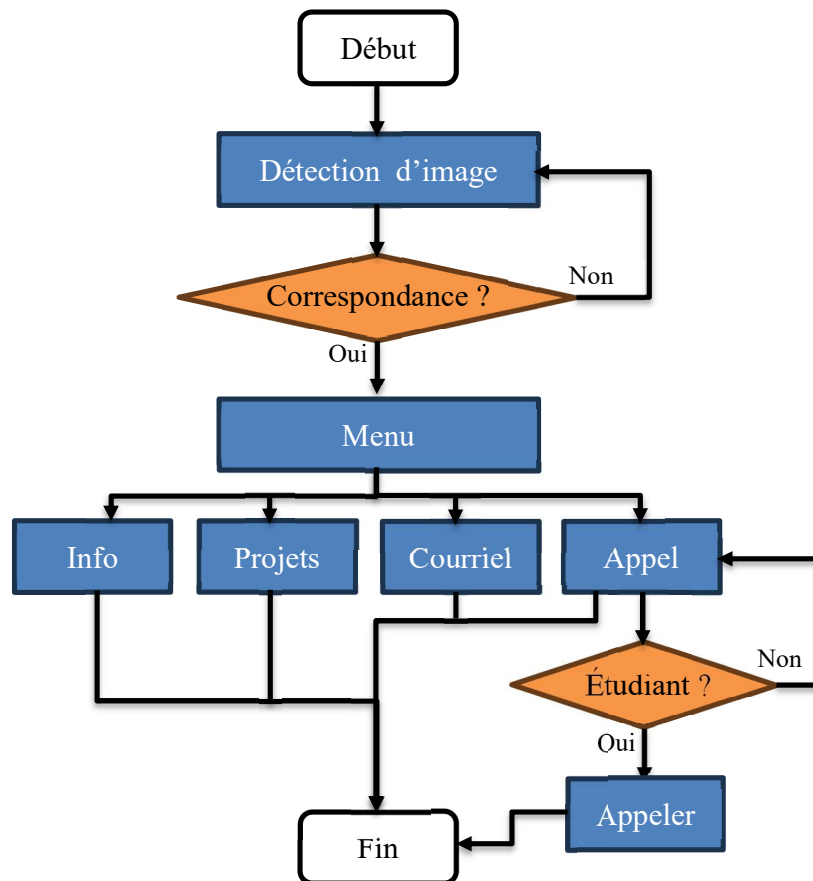 Début
Détection d'image
Correspondance ?
Non
Oui
Menu
Info
Projets
Courriel
Appel
Étudiant ?
Non
Oui
Appeler
Fin